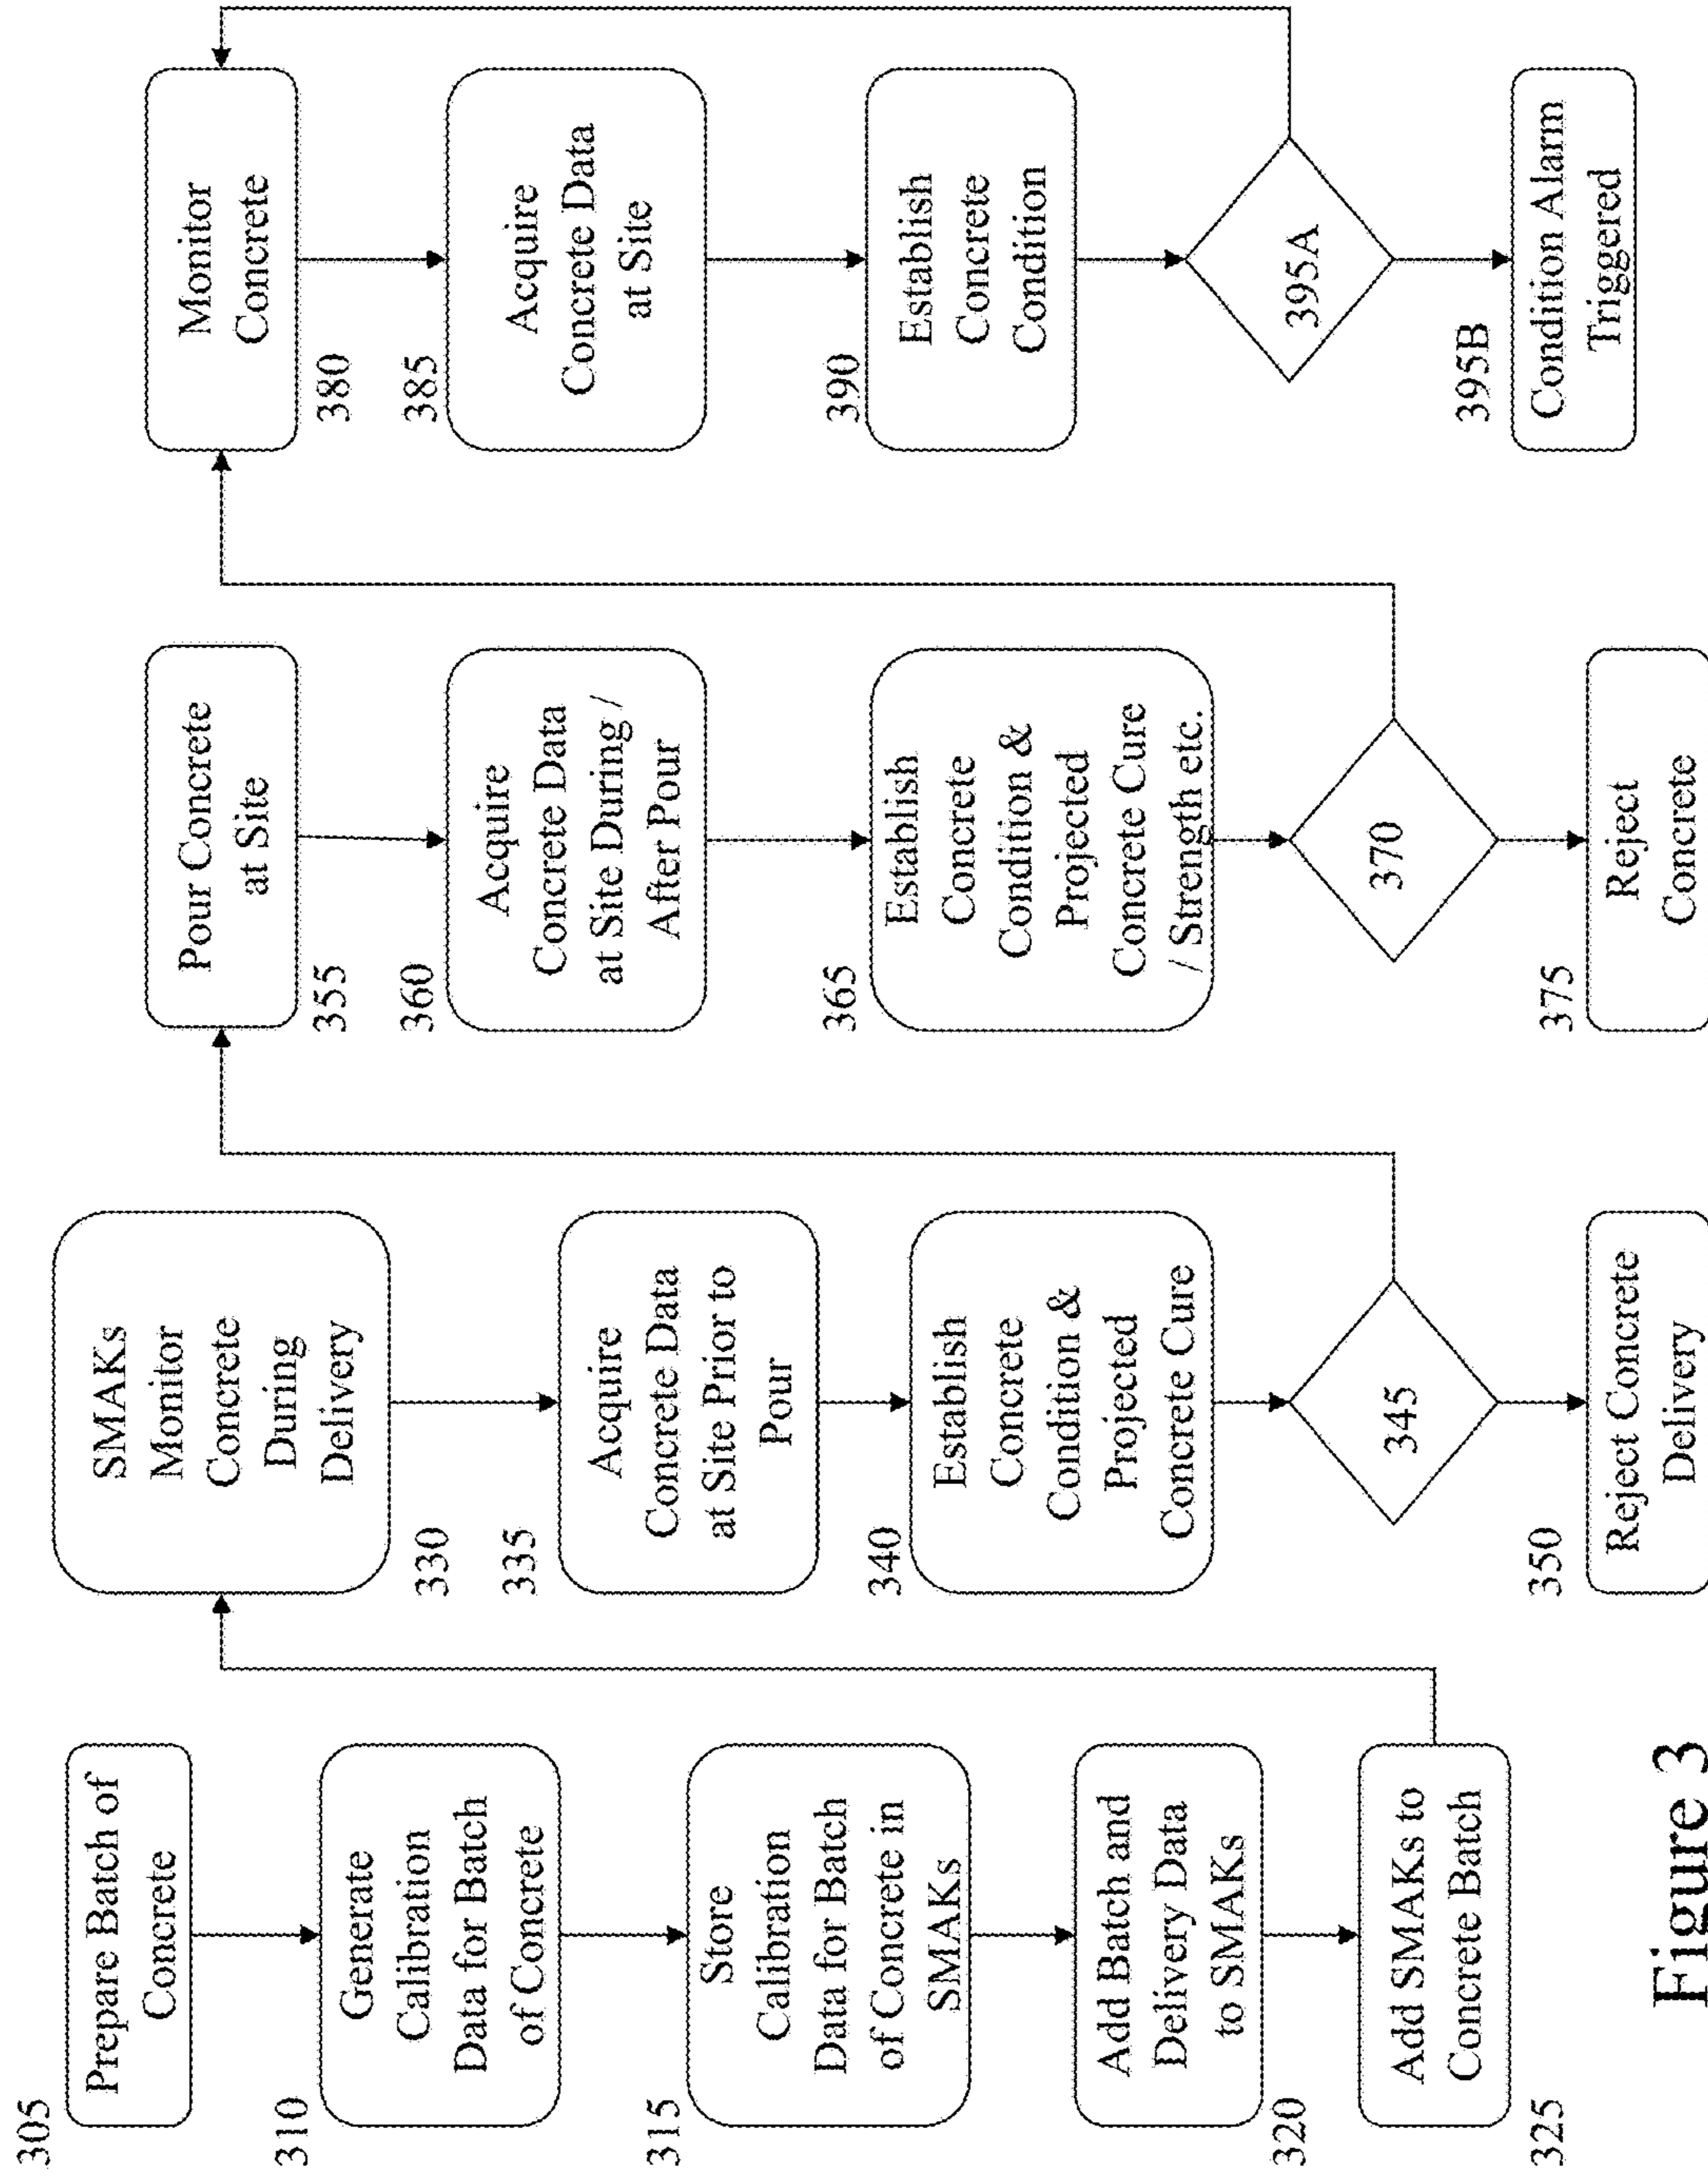 305
Prepare Batch of
Concrete
310
Generate
Calibration
Data for Batch
of Concrete
315
Store
Calibration
Data for Batch
of Concrete in
SMAKs
Add Batch and
Delivery Data
to SMAKs
320
Add SMAKs to
Concrete Batch
325
SMAKs
Monitor
Concrete
During
Delivery
330
335
Acquire
Concrete Data
at Site Prior to
Pour
340
Establish
Concrete
Condition &
Projected
Concrete Cure
345
350
Reject Concrete
Delivery
Pour Concrete
at Site
355
360
Acquire
Concrete Data
at Site During /
After Pour
365
Establish
Concrete
Condition &
Projected
Concrete Cure
/ Strength etc.
370
375
Reject
Concrete
Monitor
Concrete
380
385
Acquire
Concrete Data
at Site
390
Establish
Concrete
Condition
395A
395B
Condition Alarm
Triggered
Figure 3